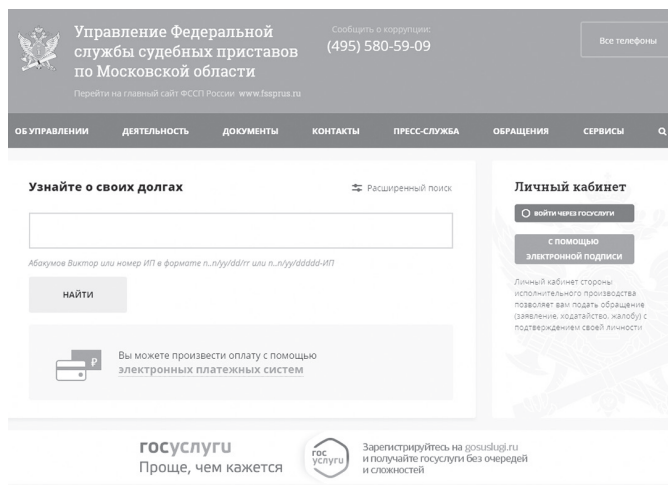 Управление Федеральной
службы судебных приставов
по Московской области
Перейти на главный сайт ФССП России www.fssprus.ru
Сообщить о коррупции:
(495) 580-59-09
Все телефоны
ОБ УПРАВЛЕНИИ ДЕЯТЕЛЬНОСТЬ ДОКУМЕНТЫ КОНТАКТЫ ПРЕСС-СЛУЖБА ОБРАЩЕНИЯ СЕРВИСЫ
Узнайте о своих долгах
Расширенный поиск
Абакумов Виктор или номер ИП в формате n..n/yy/dd/rr или n..n/yy/ddddd-ИП
НАЙТИ
Вы можете произвести оплату с помощью
электронных платежных систем
Личный кабинет
ВОЙТИ ЧЕРЕЗ ГОСУСЛУГИ
С ПОМОЩЬЮ
ЭЛЕКТРОННОЙ ПОДПИСИ
Личный кабинет стороны
исполнительного производства
позволяет вам подать обращение
(заявление, ходатайство, жалобу) с
подтверждением своей личности
госуслуги
Проще, чем кажется
гос
услуги
Зарегистрируйтесь на gosuslugi.ru
и получайте госуслуги без очередей
и сложностей